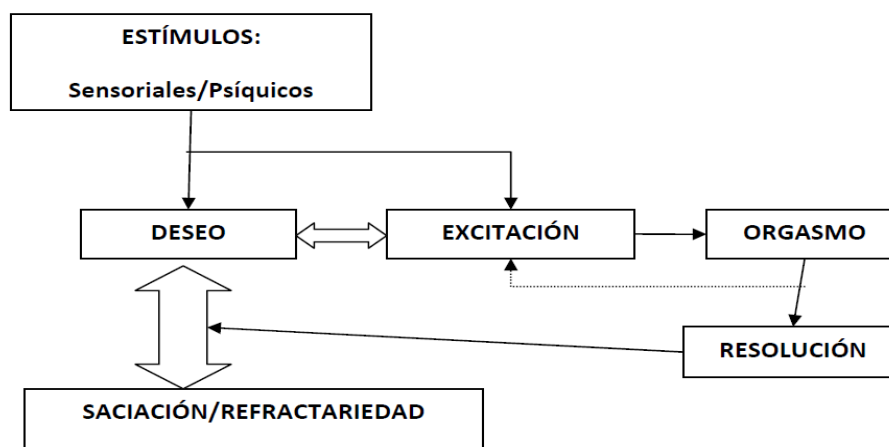 ESTÍMULOS:
Sensoriales/Psíquicos
DESEO
EXCITACIÓN
ORGASMO
RESOLUCIÓN
SACIACIÓN/REFRACTARIEDAD